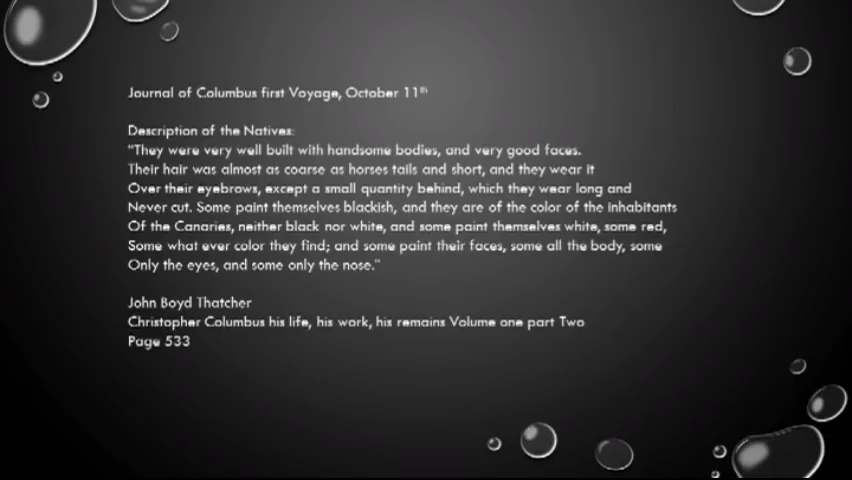 Journal of Columbus first Voyage, October 11th
Description of the Natives:
"They were very well built with handsome bodies, and very good faces.
Their hair was almost as coarse as horses tails and short, and they wear it
Over their eyebrows, except a small quantity behind, which they wear long and
Never cut. Some paint themselves blackish, and they are of the color of the inhabitants
Of the Canaries, neither black nor white, and some paint themselves white, some red,
Some what ever color they find; and some paint their faces, some all the body, some
Only the eyes, and some only the nose."
John Boyd Thatcher
Christopher Columbus his life, his work, his remains Volume one part Two
Page 533